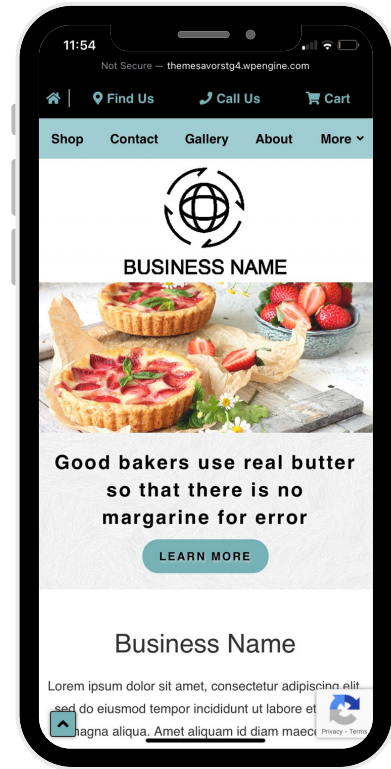 11:54
Not Secure — themesavorstg4.wpengine.com
Find Us Call Us Cart
Shop Contact Gallery About More
BUSINESS NAME
Good bakers use real butter
so that there is no
margarine for error
LEARN MORE
Business Name
Lorem ipsum dolor sit amet, consectetur adipiscing elit,
sed do eiusmod tempor incididunt ut labore et
magna aliqua. Amet aliquam id diam
Privacy - Terms